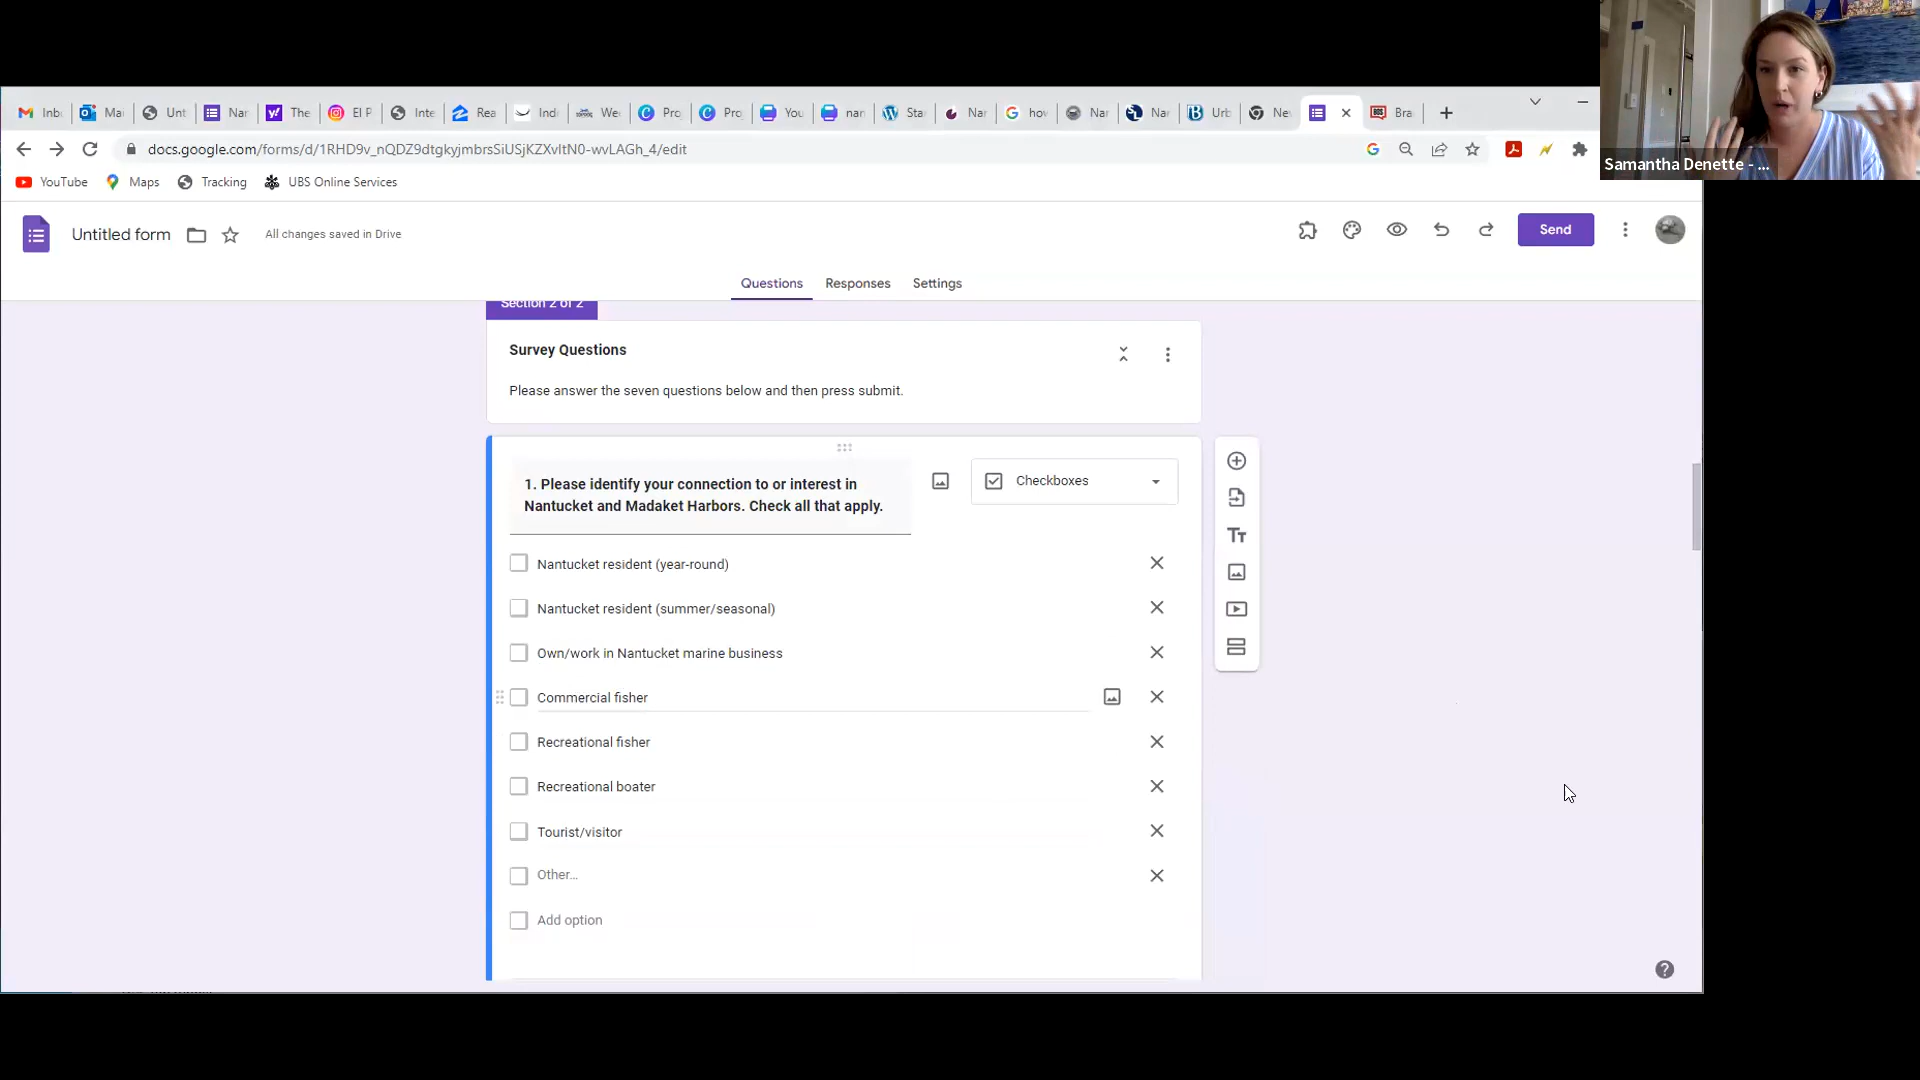 Inb
Mai
Unt
Nar
The
El P
Inte
Rea
Indi
We
Pro
Pro
You
nan
Sta
Nar
hov
Nar
Nar
Urb
Nev
Bra
docs.google.com/forms/d/1RHD9v_nQDZ9dtgkyjmbrsSiUSjKZXvItN0-wvLAGh_4/edit
YouTube
Maps
Tracking
UBS Online Services
Samantha Denette - ...
Untitled form
All changes saved in Drive
Send
Questions
Responses
Settings
Section 2 of 2
Survey Questions
Please answer the seven questions below and then press submit.
1. Please identify your connection to or interest in
Nantucket and Madaket Harbors. Check all that apply.
Checkboxes
Nantucket resident (year-round)
Nantucket resident (summer/seasonal)
Own/work in Nantucket marine business
Commercial fisher
Recreational fisher
Recreational boater
Tourist/visitor
Other...
Add option